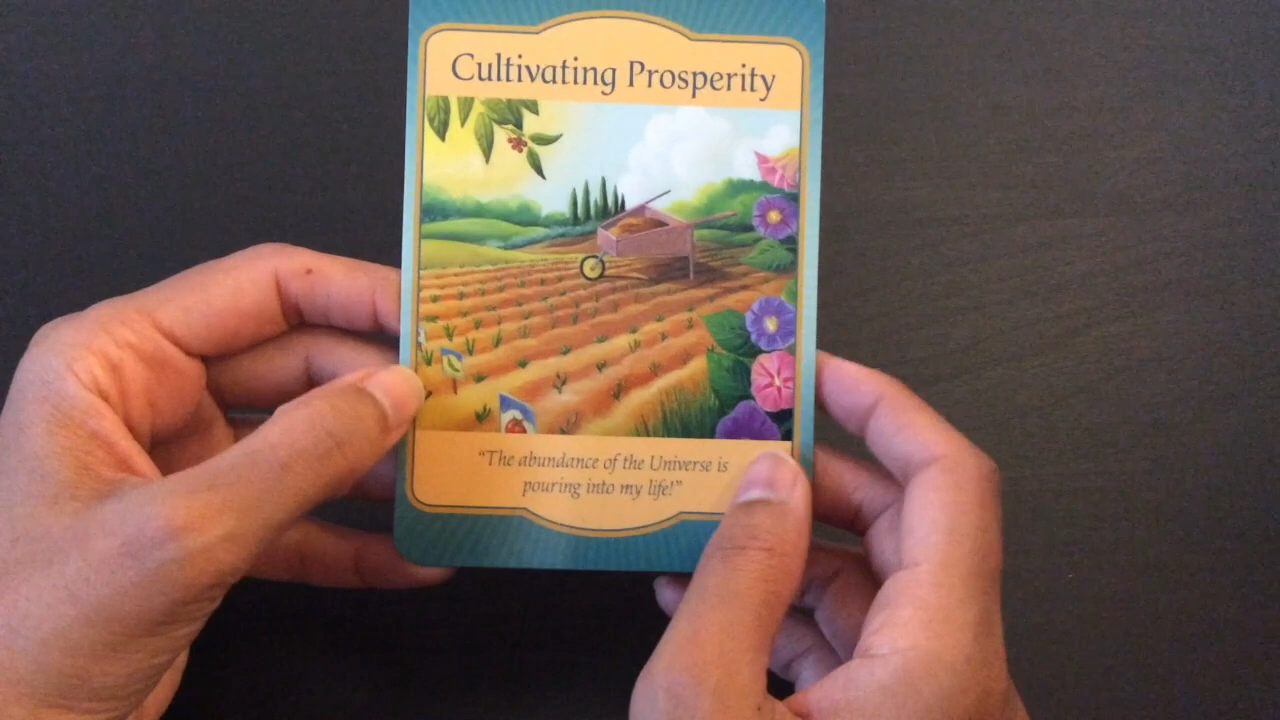 Cultivating Prosperity
“The abundance of the Universe is
pouring into my life!”